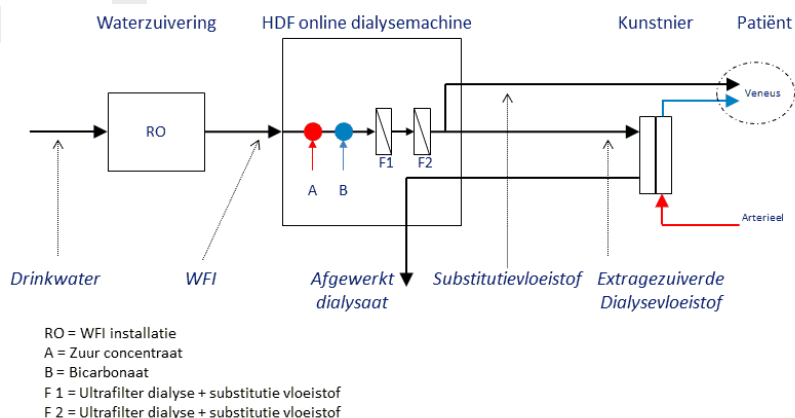 Waterzuivering HDF online dialysemachine Kunstnier Patiënt
Veneus
RO
F1 F2
A B
Arterieel
Drinkwater WFI Afgewerkt Substitutievloeistof Extragezuiverde
dialysaat Dialysevloeistof
RO = WFI installatie
A = Zuur concentraat
B = Bicarbonaat
F 1 = Ultrafilter dialyse + substitutie vloeistof
F 2 = Ultrafilter dialyse + substitutie vloeistof